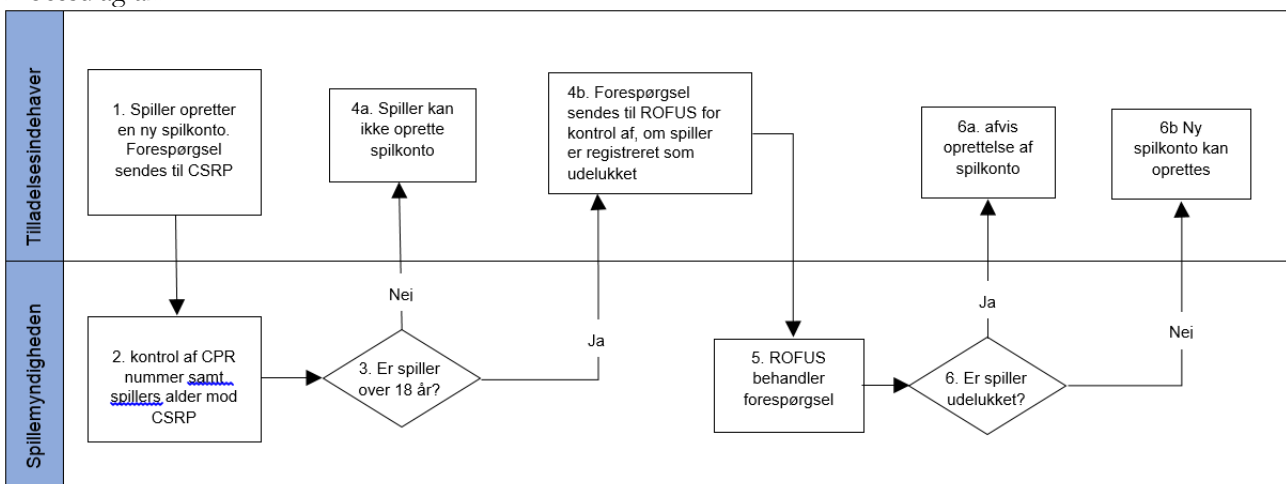 Tilladelsesindehaver
1. Spiller opretter
en ny spilkonto.
Forespørgsel
sendes til CSRP
4a. Spiller kan
ikke oprette
spilkonto
4b. Forespørgsel
sendes til ROFUS for
kontrol af, om spiller
er registreret som
udelukket
6a. afvis
oprettelse af
spilkonto
6b Ny
spilkonto kan
oprettes
Spillemyndigheden
2. kontrol af CPR
nummer samt
spillers alder mod
CSRP
3. Er spiller
over 18 år?
Nej
Ja
5. ROFUS
behandler
forespørgsel
6. Er spiller
udelukket?
Ja
Nej